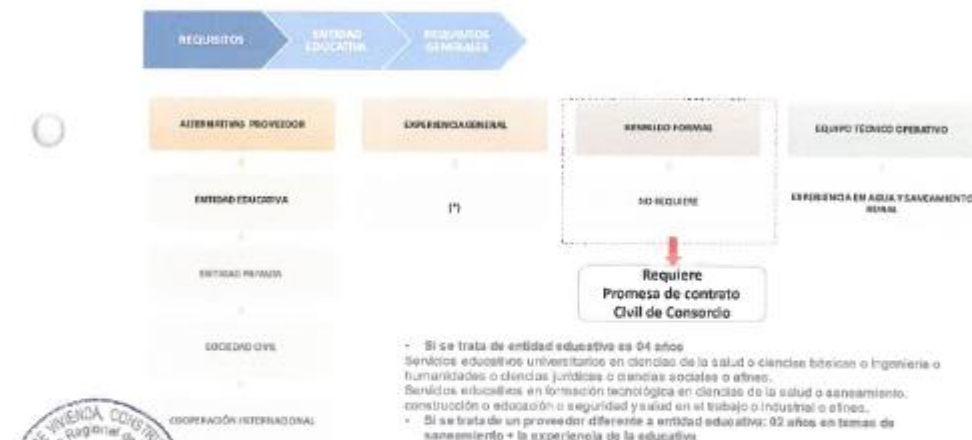 REQUISITOS
ENTIDAD
EDUCATIVA
REQUISITOS
GENERALES
ALTERNATIVAS PROVEEDOR
EXPERIENCIA GENERAL
EQUIPO TÉCNICO OPERATIVO
ENTIDAD EDUCATIVA
(*)
NO REQUIERE
EXPERIENCIA EN AGUA Y SANEAMIENTO
RURAL
ENTIDAD PRIVADA
Requiere
Promesa de contrato
Civil de Consorcio
SOCIEDAD CIVIL
COOPERACIÓN INTERNACIONAL
- Si se trata de entidad educativa es 04 años
Servicios educativos universitarios en ciencias de la salud o ciencias básicas o ingeniería o
humanidades o ciencias jurídicas o ciencias sociales o afines.
Servicios educativos en formación tecnológica en ciencias de la salud o saneamiento,
construcción o educación o seguridad y salud en el trabajo o industrial o afines.
- Si se trata de un proveedor diferente a entidad educativa: 02 años en temas de
saneamiento + la experiencia de la educativa
VIVIENDA, CONSTR
Regional de